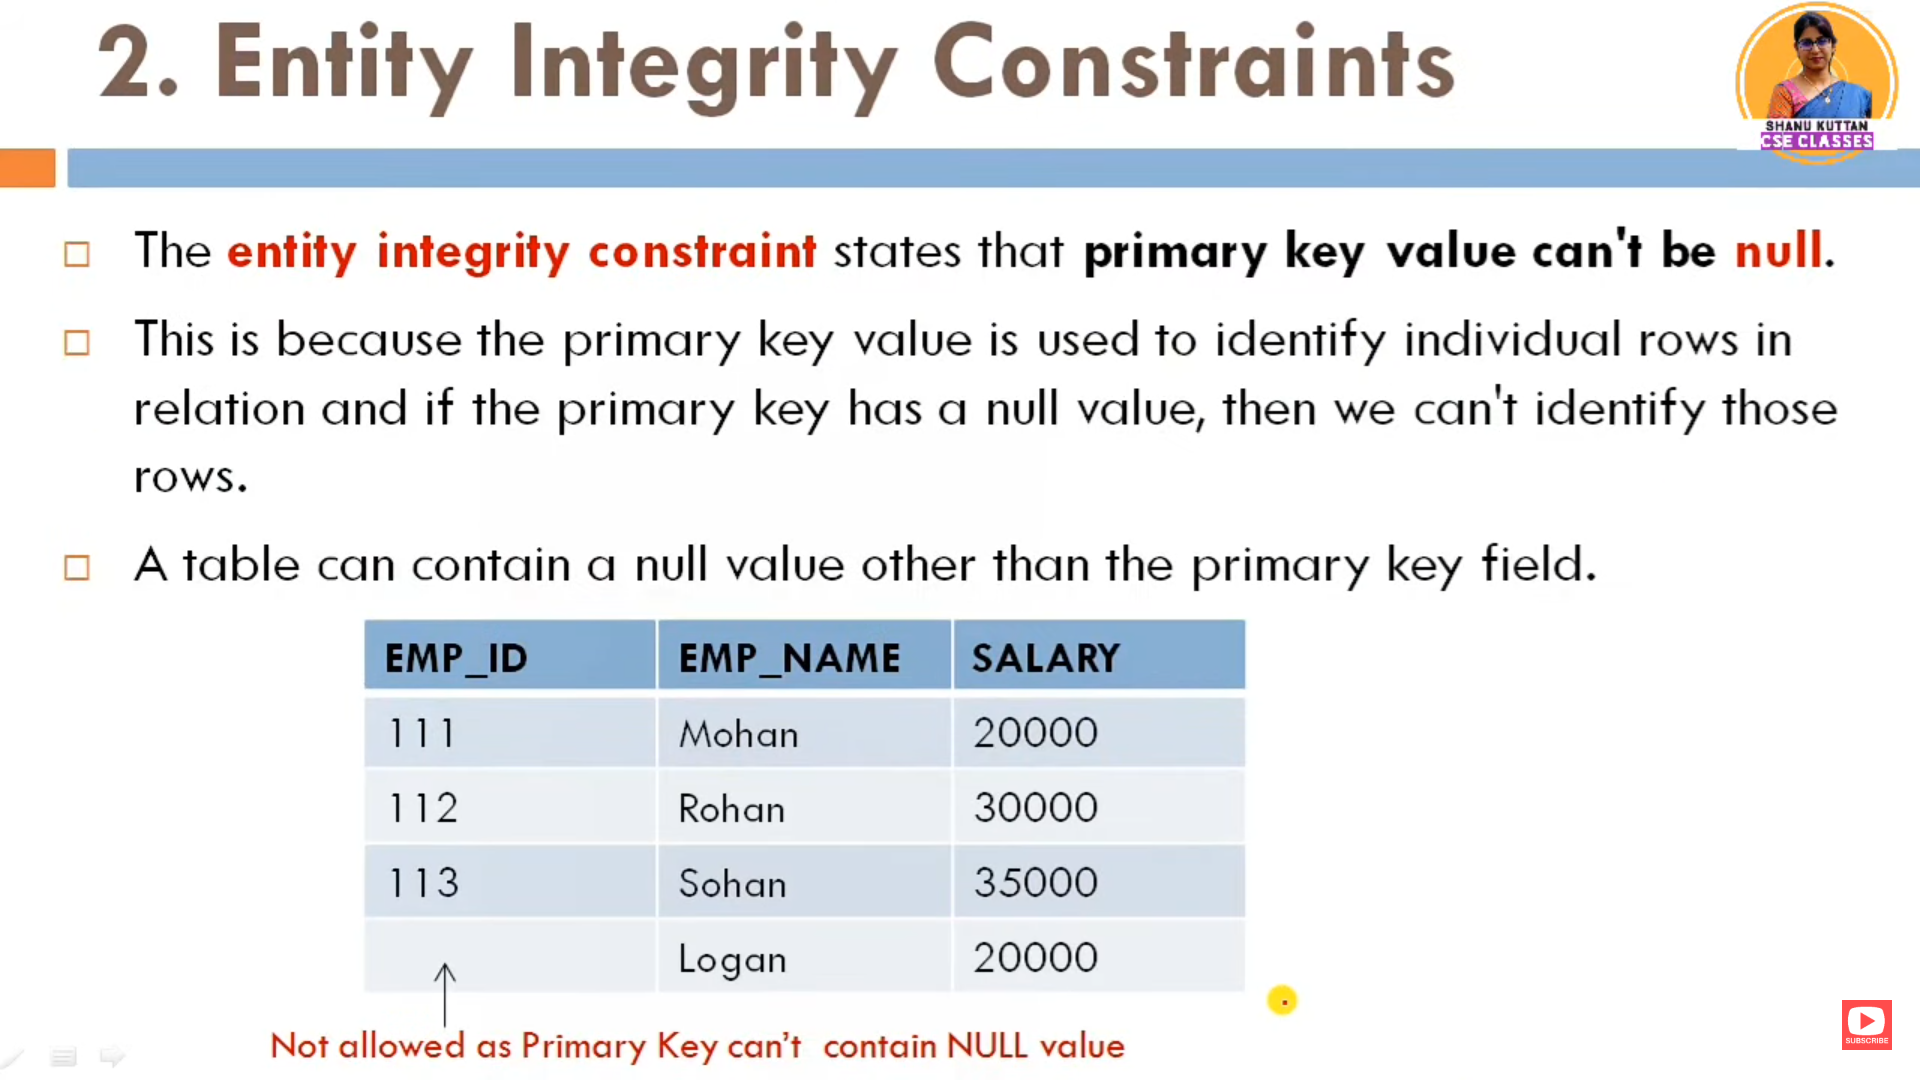 2. Entity Integrity Constraints
SHANU KUTTAN
CSE CLASSES
The entity integrity constraint states that primary key value can't be null.
This is because the primary key value is used to identify individual rows in
relation and if the primary key has a null value, then we can't identify those
rows.
A table can contain a null value other than the primary key field.
EMP_ID EMP_NAME SALARY
111 Mohan 20000
112 Rohan 30000
113 Sohan 35000
Logan 20000
Not allowed as Primary Key can't contain NULL value
SUBSCRIBE